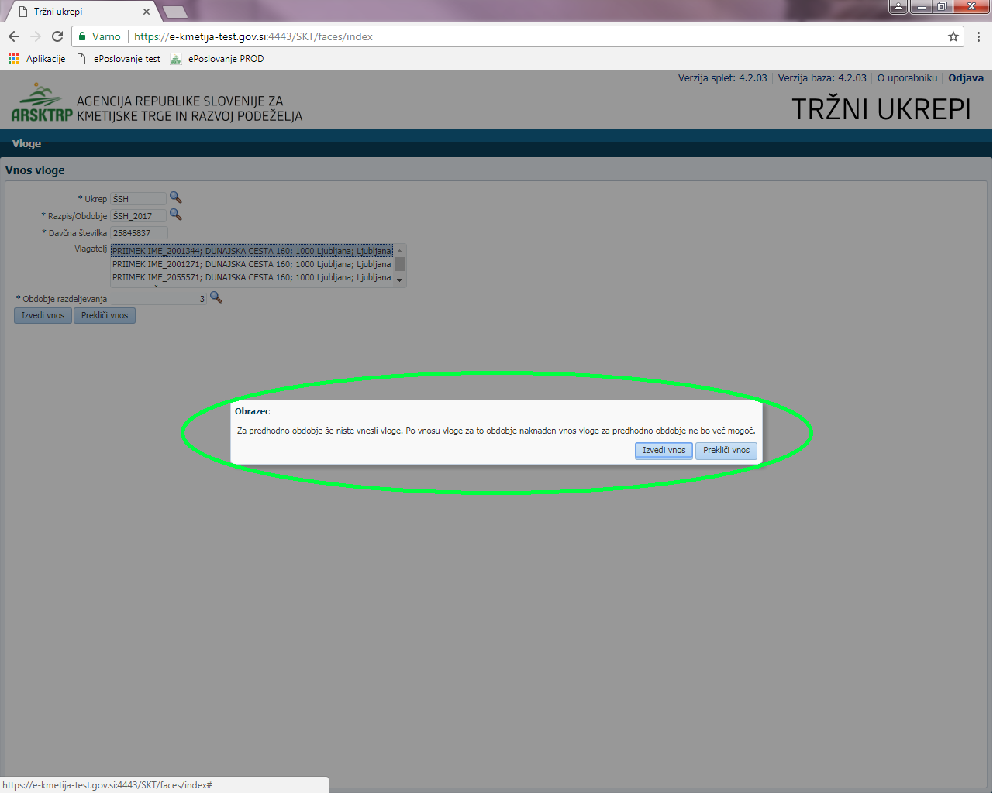 Tržni ukrepi
Varno https://e-kmetija-test.gov.si:4443/SKT/faces/index
Aplikacije ePoslovanje test ePoslovanje PROD
Verzija splet: 4.2.03 Verzija baza: 4.2.03 O uporabniku Odjava
ARSKTRP
AGENCIJA REPUBLIKE SLOVENIJE ZA
KMETIJSKE TRGE IN RAZVOJ PODEŽELJA
TRŽNI UKREPI
Vloge
Vnos vloge
* Ukrep ŠSH
* Razpis/Obdobje ŠSH_2017
* Davčna številka 25845837
Vlagatelj PRIIMEK IME_2001344; DUNAJSKA CESTA 160; 1000 Ljubljana; Ljubljana
PRIIMEK IME_2001271; DUNAJSKA CESTA 160; 1000 Ljubljana; Ljubljana
PRIIMEK IME_2055571; DUNAJSKA CESTA 160; 1000 Ljubljana; Ljubljana
* Obdobje razdeljevanja 3
Izvedi vnos Prekliči vnos
Obrazec
Za predhodno obdobje še niste vnesli vloge. Po vnosu vloge za to obdobje naknaden vnos vloge za predhodno obdobje ne bo več mogoč.
Izvedi vnos Prekliči vnos
https://e-kmetija-test.gov.si:4443/SKT/faces/index#